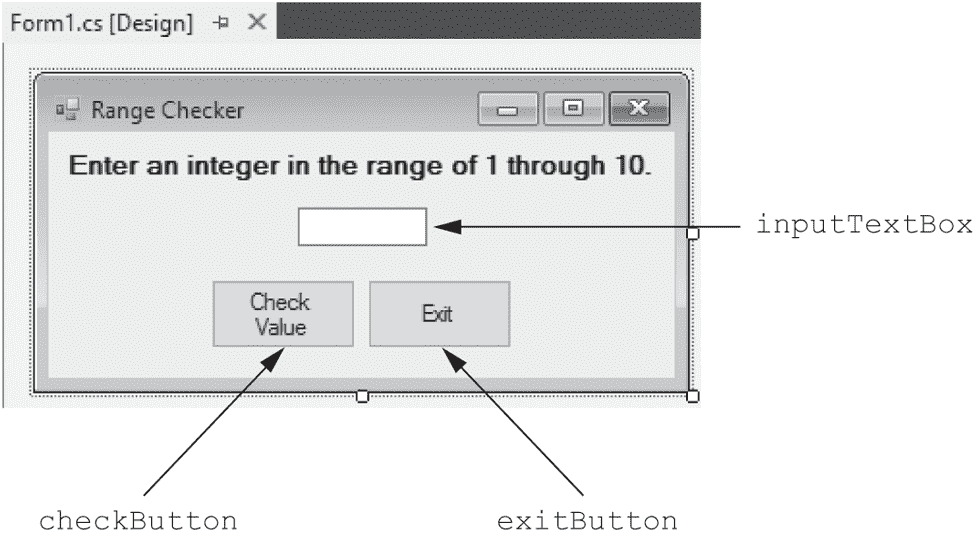 Form1.cs [Design]
Range Checker
Enter an integer in the range of 1 through 10.
inputTextBox
Check
Value
Exit
checkButton
exitButton